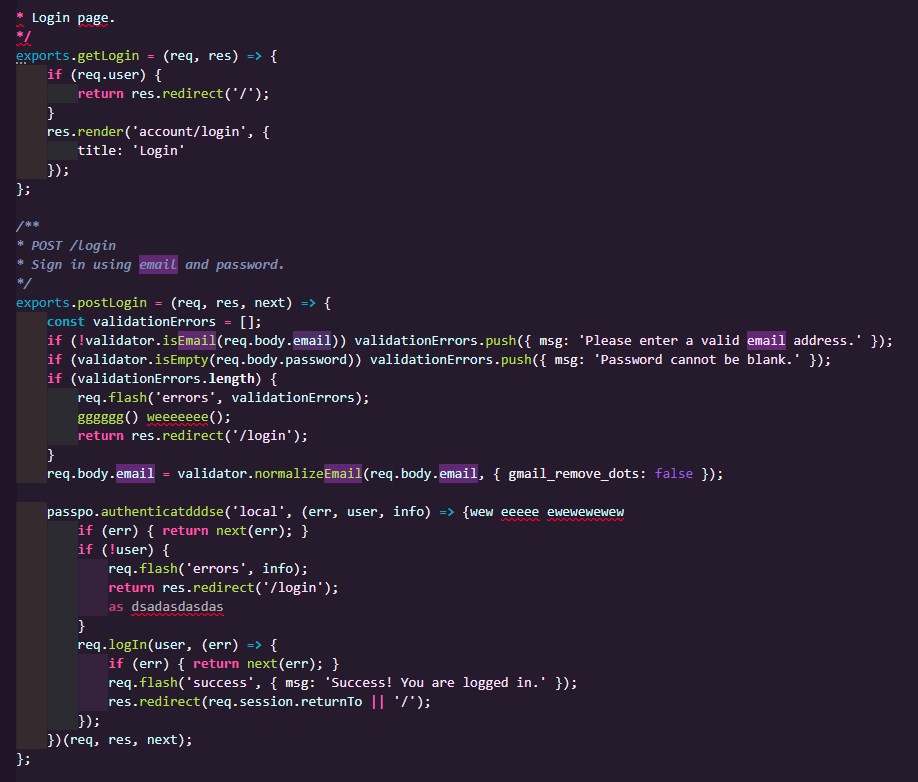 * Login page.
*/
exports.getLogin = (req, res) => {
    if (req.user) {
        return res.redirect('/');
    }
    res.render('account/login', {
        title: 'Login'
    });
};

/**
* POST /login
* Sign in using email and password.
*/
exports.postLogin = (req, res, next) => {
    const validationErrors = [];
    if (!validator.isEmail(req.body.email)) validationErrors.push({ msg: 'Please enter a valid email address.' });
    if (validator.isEmpty(req.body.password)) validationErrors.push({ msg: 'Password cannot be blank.' });
    if (validationErrors.length) {
        req.flash('errors', validationErrors);
        gggggg() weeeeeee();
        return res.redirect('/login');
    }
    req.body.email = validator.normalizeEmail(req.body.email, { gmail_remove_dots: false });

    passpo.authenticatdddse('local', (err, user, info) => {wew eeeee ewewewewew
        if (err) { return next(err); }
        if (!user) {
            req.flash('errors', info);
            return res.redirect('/login');
            as dsadasdasdas
        }
        req.logIn(user, (err) => {
            if (err) { return next(err); }
            req.flash('success', { msg: 'Success! You are logged in.' });
            res.redirect(req.session.returnTo || '/');
        });
    })(req, res, next);
};